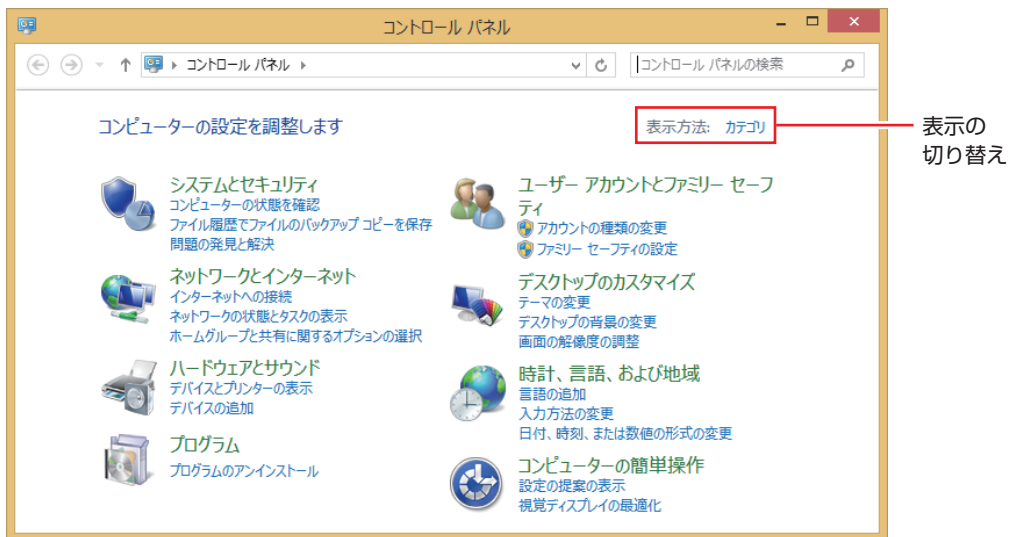 コントロール パネル
コントロール パネル
コントロール パネルの検索
コンピューターの設定を調整します
表示方法: カテゴリ
表示の
切り替え
システムとセキュリティ
コンピューターの状態を確認
ファイル履歴でファイルのバックアップ コピーを保存
問題の発見と解決
ネットワークとインターネット
インターネットへの接続
ネットワークの状態とタスクの表示
ホームグループと共有に関するオプションの選択
ハードウェアとサウンド
デバイスとプリンターの表示
デバイスの追加
プログラム
プログラムのアンインストール
ユーザー アカウントとファミリー セーフ
ティ
アカウントの種類の変更
ファミリー セーフティの設定
デスクトップのカスタマイズ
テーマの変更
デスクトップの背景の変更
画面の解像度の調整
時計、言語、および地域
言語の追加
入力方法の変更
日付、時刻、または数値の形式の変更
コンピューターの簡単操作
設定の提案の表示
視覚ディスプレイの最適化